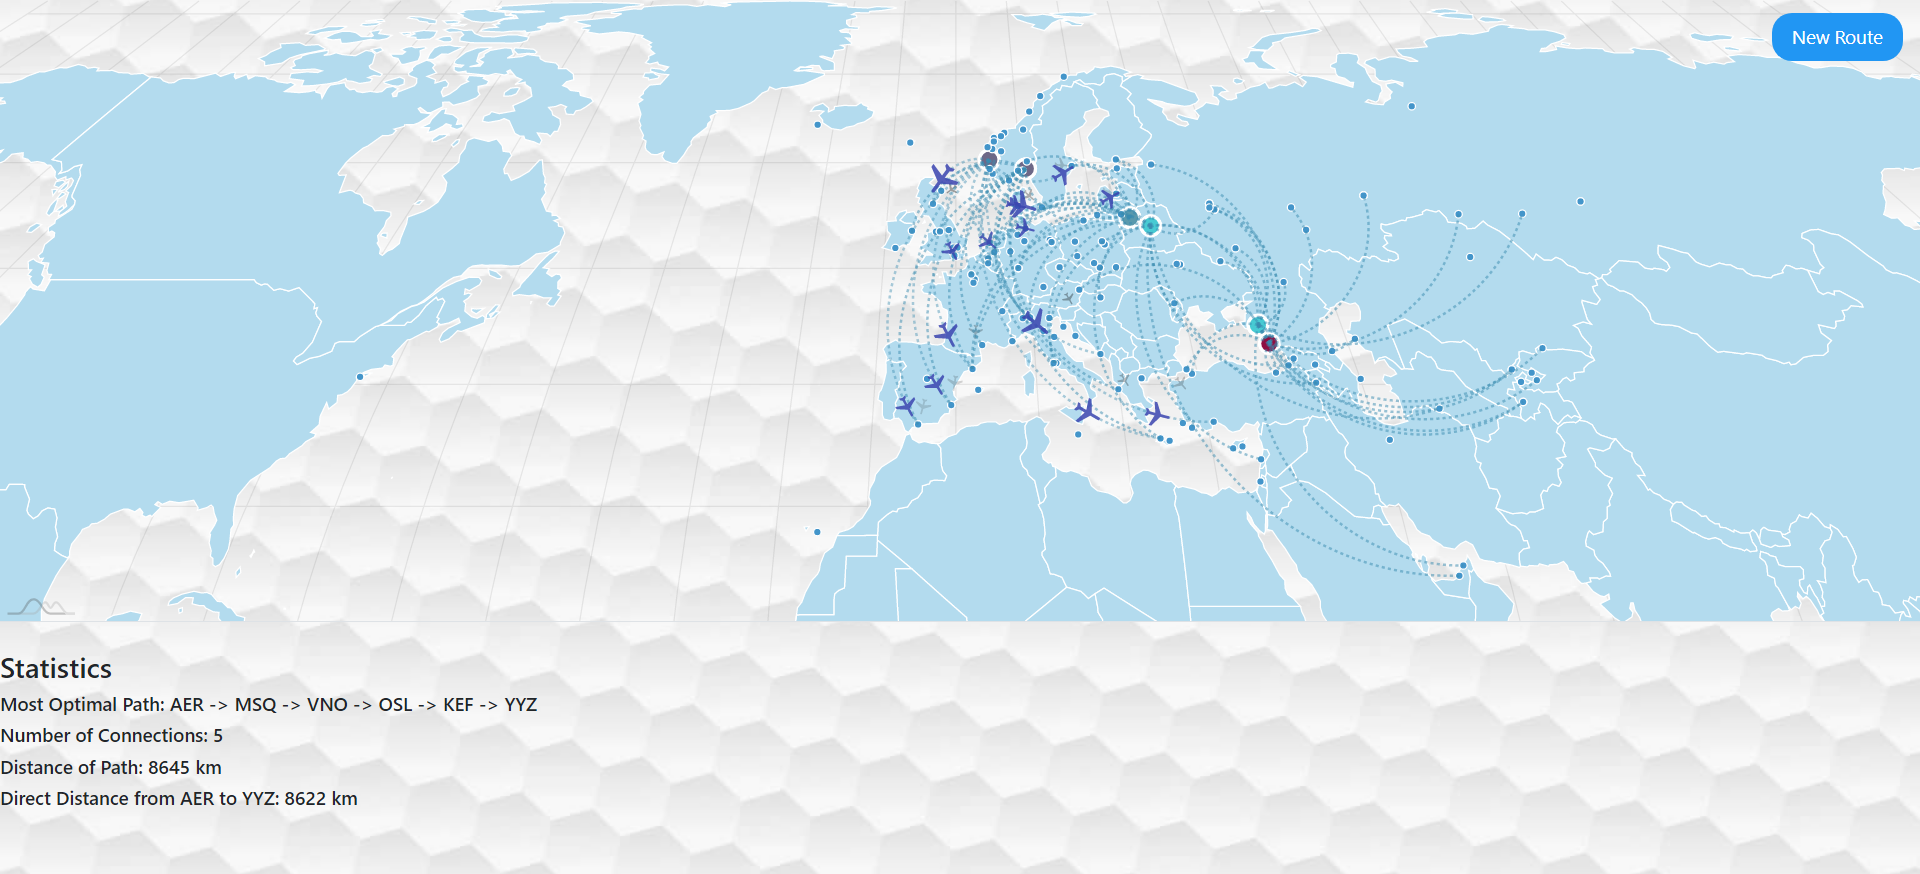 New Route
Statistics
Most Optimal Path: AER -> MSQ -> VNO -> OSL -> KEF -> YYZ
Number of Connections: 5
Distance of Path: 8645 km
Direct Distance from AER to YYZ: 8622 km